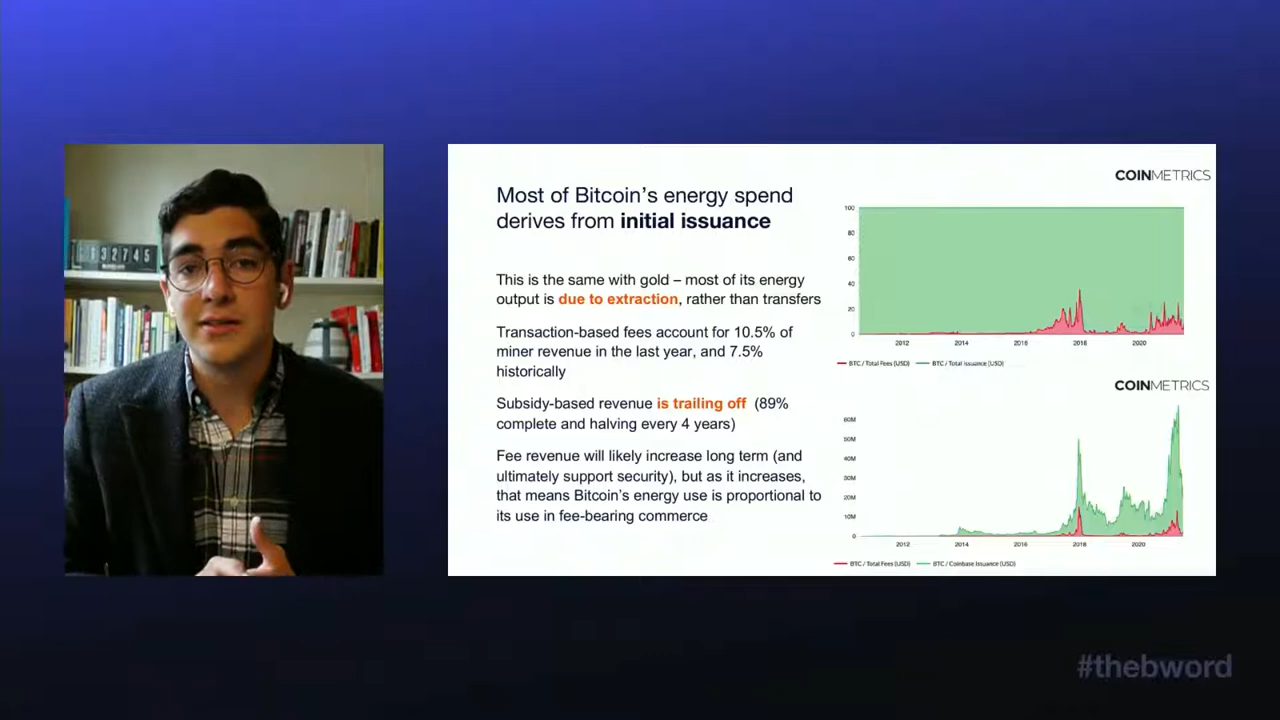 132745
COINMETRICS
Most of Bitcoin's energy spend
derives from initial issuance
This is the same with gold – most of its energy
output is due to extraction, rather than transfers
Transaction-based fees account for 10.5% of
miner revenue in the last year, and 7.5%
historically
Subsidy-based revenue is trailing off (89%
complete and halving every 4 years)
Fee revenue will likely increase long term (and
ultimately support security), but as it increases,
that means Bitcoin's energy use is proportional to
its use in fee-bearing commerce
100
80
60
40
20
0
2012 2014 2016 2018 2020
BTC / Total Fees (USD) BTC / Total Issuance (USD)
COINMETRICS
60M
50M
40M
30M
20M
10M
0
2012 2014 2016 2018 2020
BTC / Total Fees (USD) BTC / Coinbase Issuance (USD)
#thebword